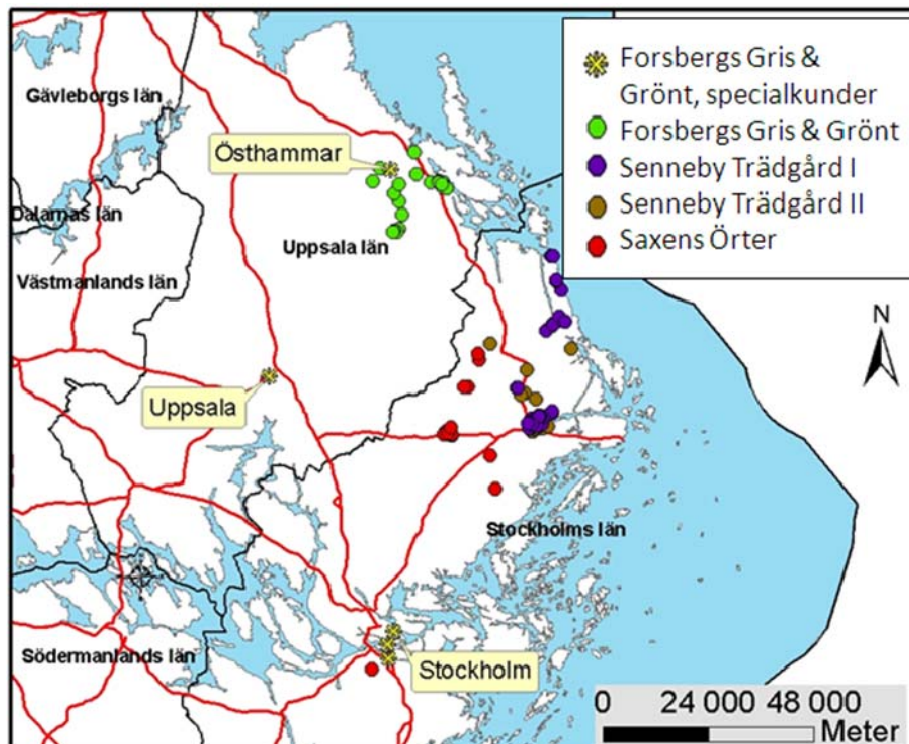 Forsbergs Gris &
Grönt, specialkunder
Forsbergs Gris & Grönt
Senneby Trädgård I
Senneby Trädgård II
Saxens Örter
Gävleborgs län
Östhammar
Dalarnas län
Uppsala län
Västmanlands län
N
Uppsala
Stockholms län
Södermanlands län
Stockholm
0 24 000 48 000
Meter